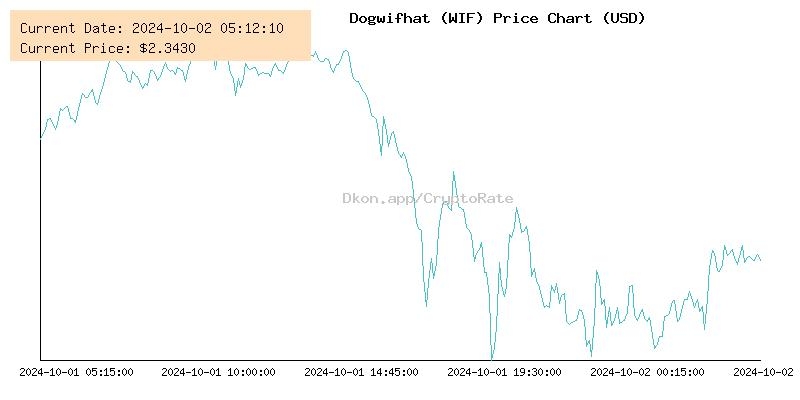 Dogwifhat (WIF) Price Chart (USD)
Current Date: 2024-10-02 05:12:10
Current Price: $2.3430
Dkon.app/CryptoRate
2024-10-01 05:15:00 2024-10-01 10:00:00 2024-10-01 14:45:00 2024-10-01 19:30:00 2024-10-02 00:15:00 2024-10-02